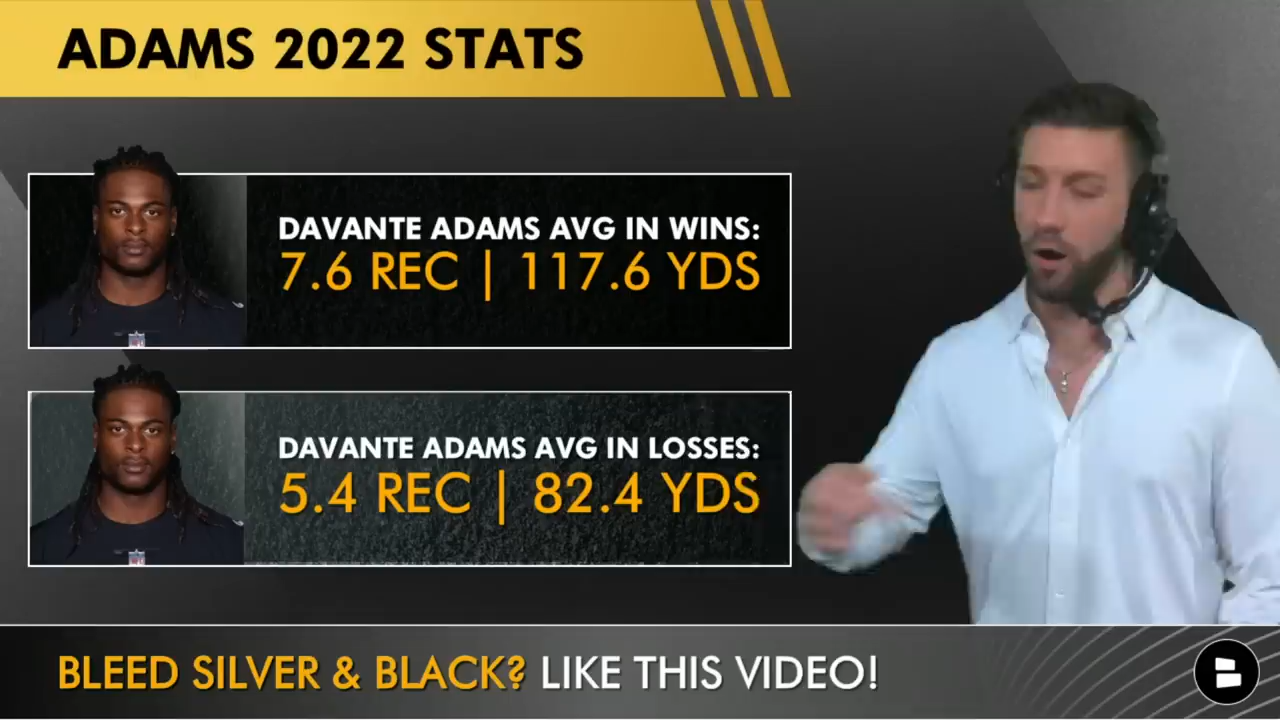 ADAMS 2022 STATS
DAVANTE ADAMS AVG IN WINS:
7.6 REC | 117.6 YDS
DAVANTE ADAMS AVG IN LOSSES:
5.4 REC | 82.4 YDS
BLEED SILVER & BLACK? LIKE THIS VIDEO!